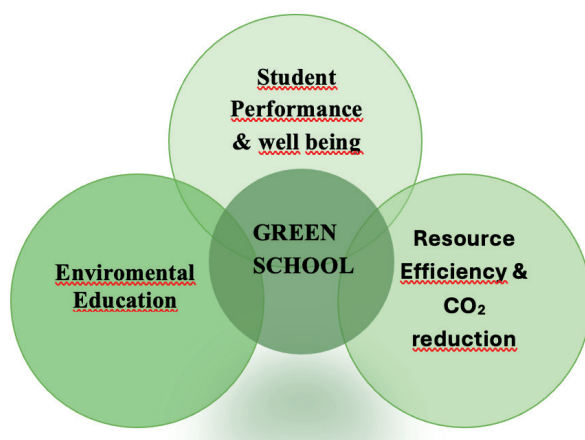 Student
Performance
& well being
GREEN
SCHOOL
Enviromental
Education
Resource
Efficiency &
CO₂
reduction